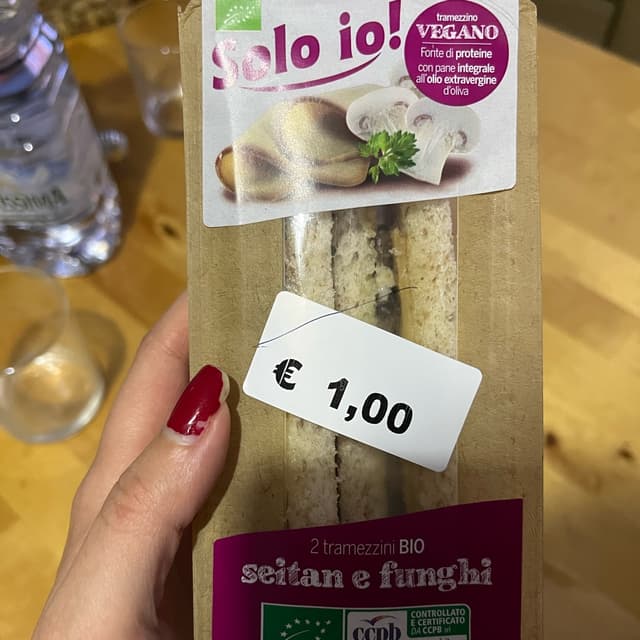 Solo io!
tramezzino
VEGANO
Fonte di proteine
con pane integrale
all'olio extravergine
d'oliva
€ 1,00
2 tramezzini BIO
seitan e funghi
ccpb
CONTROLLATO
E CERTIFICATO
DA CCPB srl